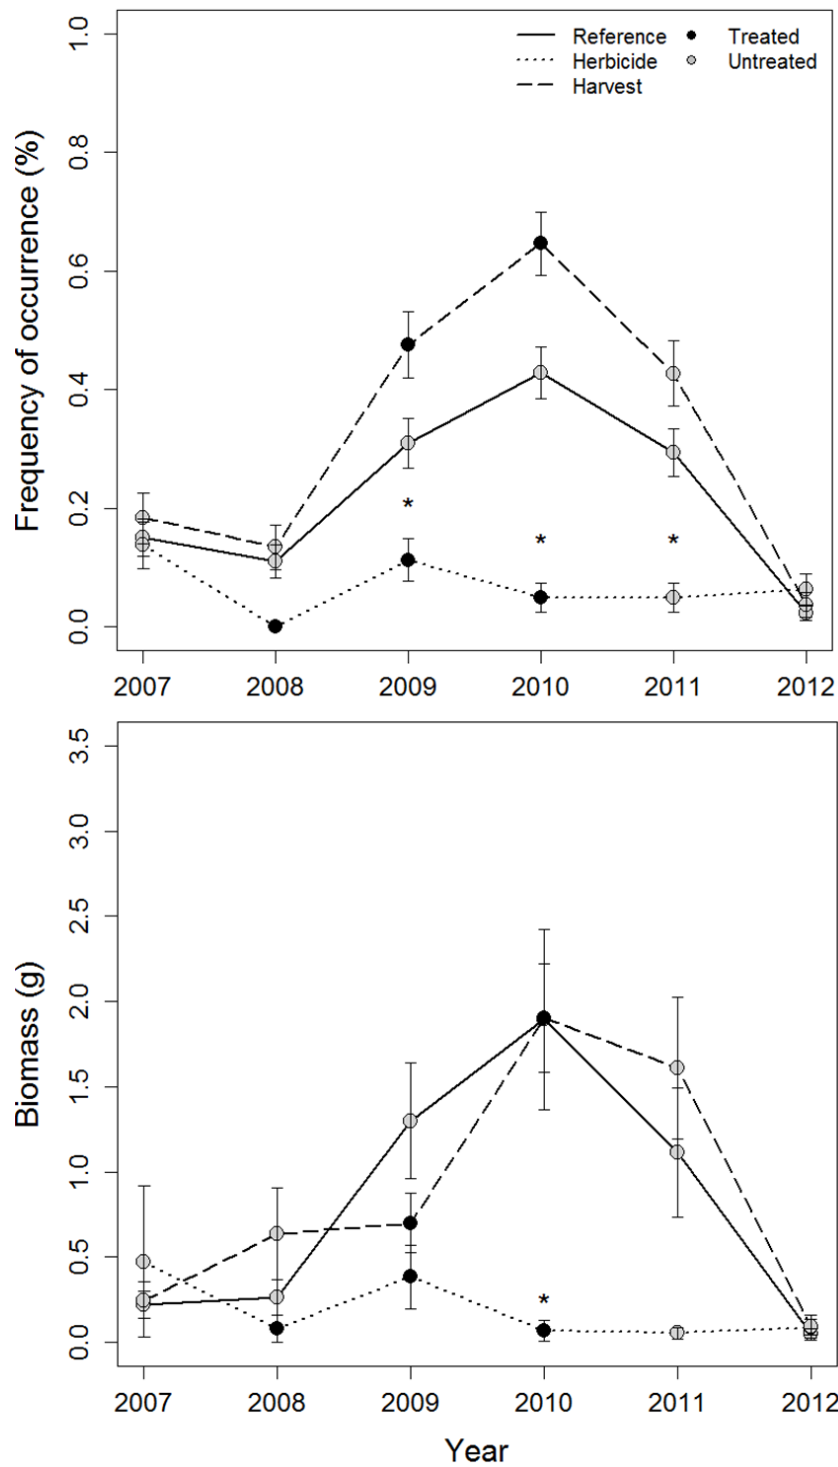 Frequency of occurrence (%)
1.0
0.8
0.6
0.4
0.2
0.0
Reference
Herbicide
Harvest
Treated
Untreated
*
*
*
2007 2008 2009 2010 2011 2012
Biomass (g)
3.5
3.0
2.5
2.0
1.5
1.0
0.5
0.0
*
2007 2008 2009 2010 2011 2012
Year